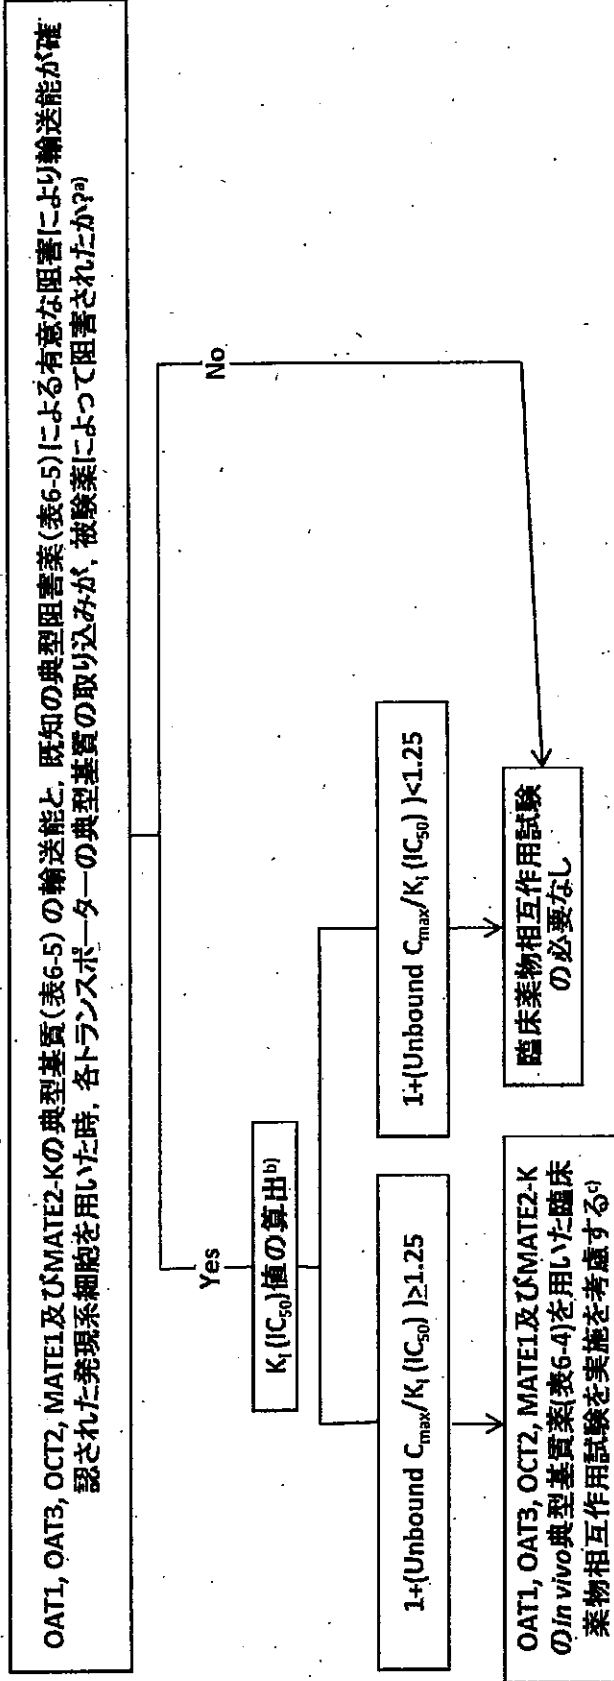 OAT1, OAT3, OCT2, MATE1及びMATE2-Kの典型基質(表6-5) の輸送能と、既知の典型阻害薬(表6-5)による有意な阻害により輸送能が確
認された発現系細胞を用いた時、各トランスポーターの典型基質の取り込みが、被験薬によって阻害されたか?a)
Yes
No
KI (IC50)値の算出b)
1+(Unbound Cmax/KI (IC50) )≥1.25
1+(Unbound Cmax/KI (IC50) )<1.25
OAT1, OAT3, OCT2, MATE1及びMATE2-K
のin vivo典型基質薬(表6-4)を用いた臨床
薬物相互作用試験を実施を考慮するc)
臨床薬物相互作用試験
の必要なし